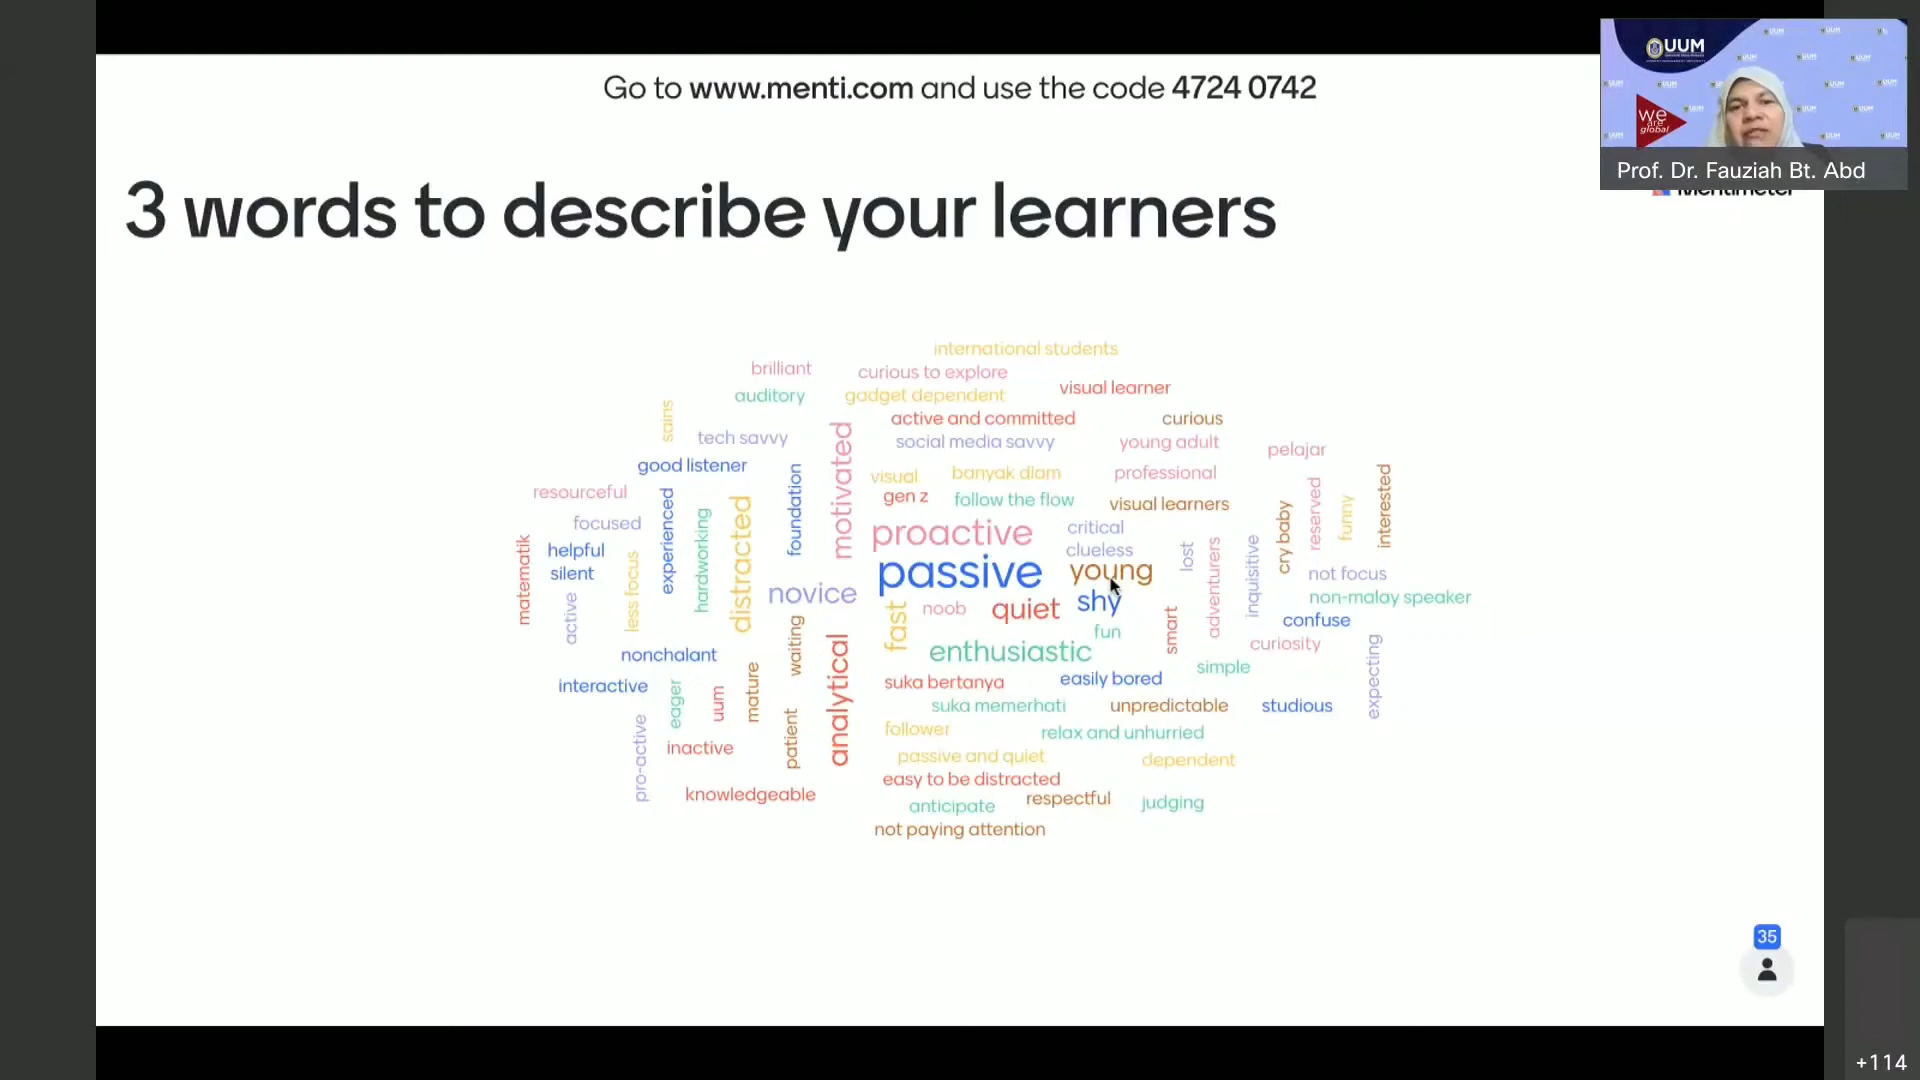 Go to www.menti.com and use the code 4724 0742
UUM
We
are
global
Prof. Dr. Fauziah Bt. Abd
Mentimeter
3 words to describe your learners
international students
brilliant
curious to explore
auditory
gadget dependent
visual learner
sains
active and committed
curious
tech savvy
motivated
social media savvy
young adult
pelajar
good listener
foundation
visual
banyak diam
professional
resourceful
experienced
distracted
gen z
follow the flow
visual learners
reserved
funny
interested
focused
hardworking
proactive
critical
cry baby
matematik
helpful
clueless
lost
silent
less focus
passive
young
adventurers
inquisitive
not focus
active
novice
fast
noob
quiet
shy
smart
non-malay speaker
confuse
fun
waiting
analytical
enthusiastic
curiosity
nonchalant
simple
expecting
interactive
eager
uum
mature
suka bertanya
easily bored
suka memerhati
unpredictable
studious
pro-active
patient
follower
relax and unhurried
inactive
passive and quiet
dependent
easy to be distracted
knowledgeable
anticipate
respectful
judging
not paying attention
35
+114